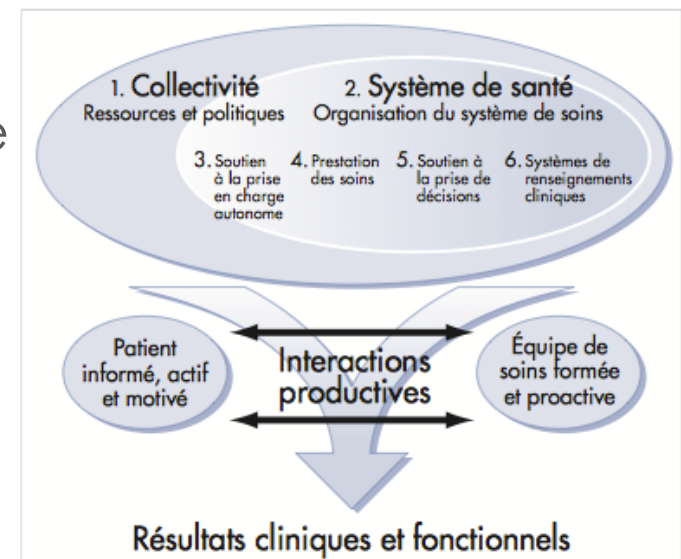 e
1. Collectivité
Ressources et politiques
2. Système de santé
Organisation du système de soins
3. Soutien
à la prise
en charge
autonome
4. Prestation
des soins
5. Soutien à
la prise de
décisions
6. Systèmes de
renseignements
cliniques
Patient
informé, actif
et motivé
Interactions
productives
Équipe de
soins formée
et proactive
Résultats cliniques et fonctionnels